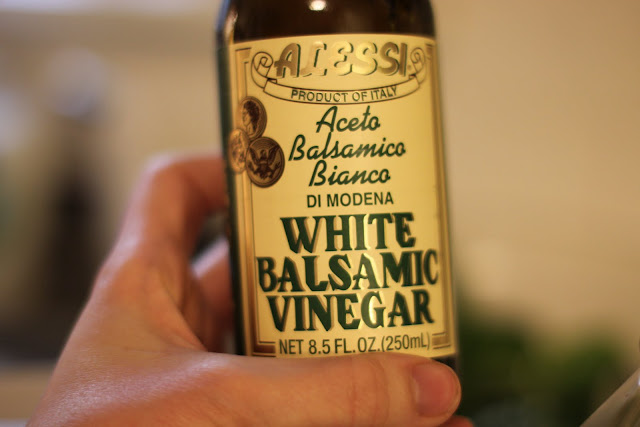 ALESSI
PRODUCT OF ITALY
Aceto
Balsamico
Bianco
DI MODENA
WHITE
BALSAMIC
VINEGAR
NET 8.5 FL.OZ.(250mL)